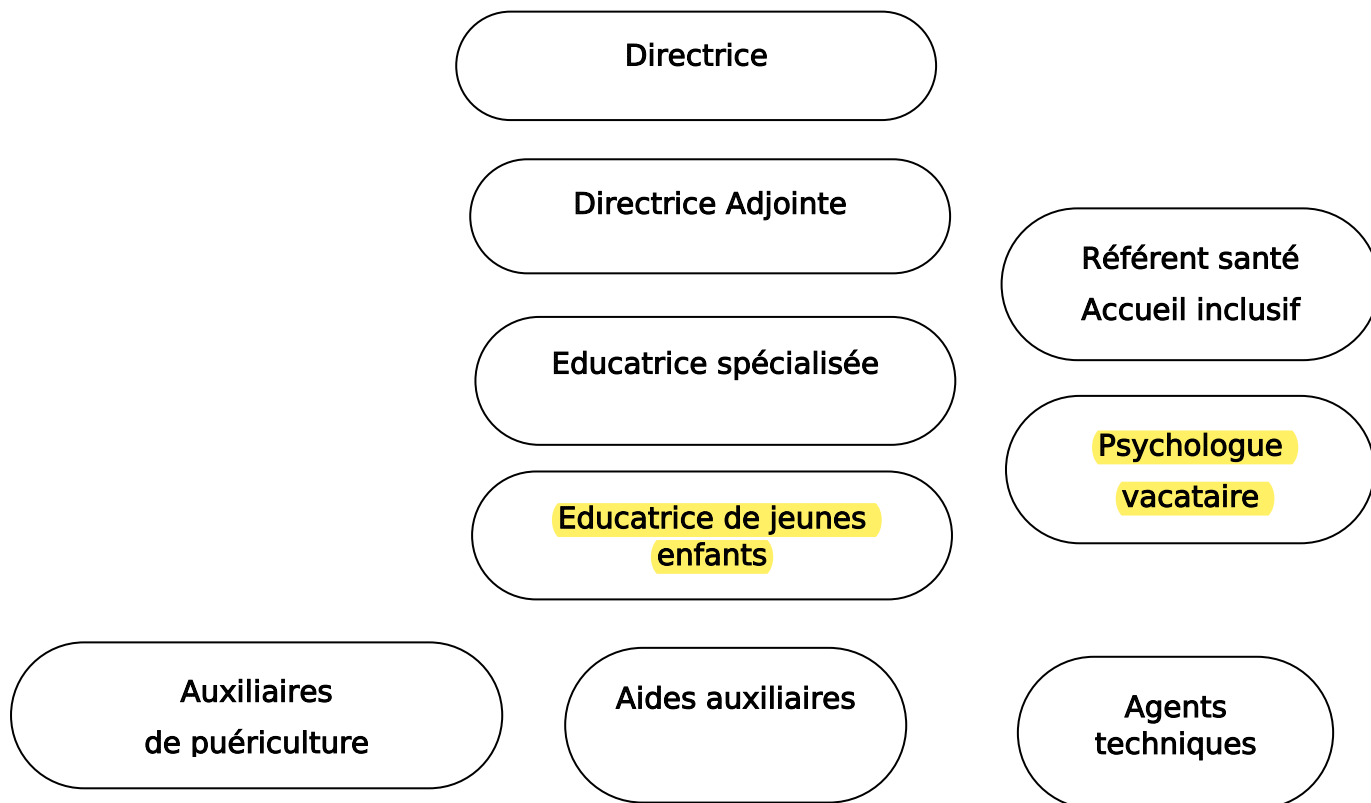 Directrice
Directrice Adjointe
Référent santé
Accueil inclusif
Educatrice spécialisée
Psychologue
vacataire
Educatrice de jeunes
enfants
Auxiliaires
de puériculture
Aides auxiliaires
Agents
techniques